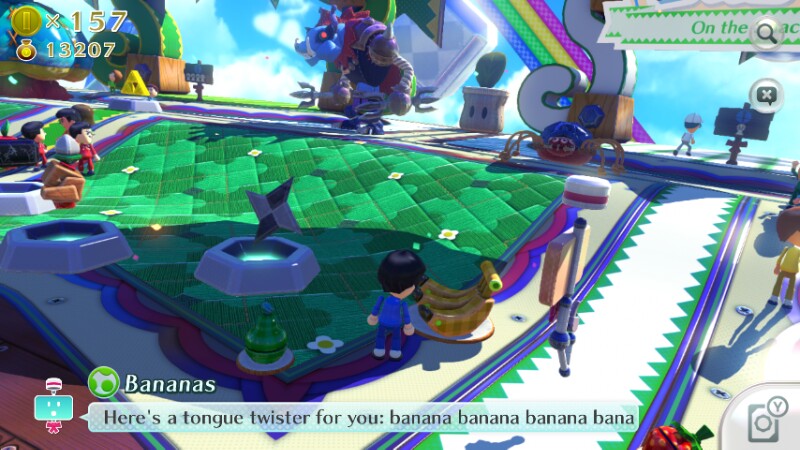 ×157
13207
On the
Bananas
Here's a tongue twister for you: banana banana banana bana
Y